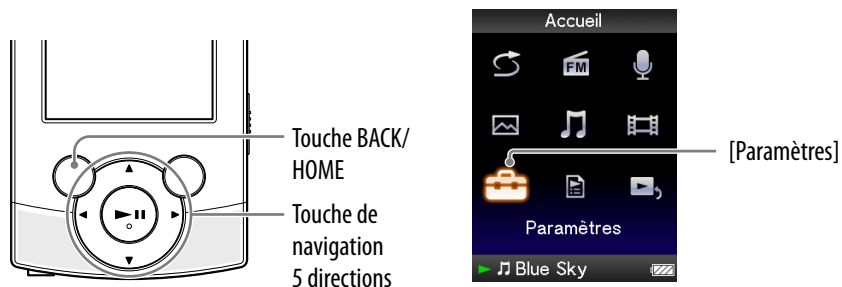 Touche BACK/
HOME
Touche de
navigation
5 directions
Accueil
FM
[Paramètres]
Paramètres
Blue Sky